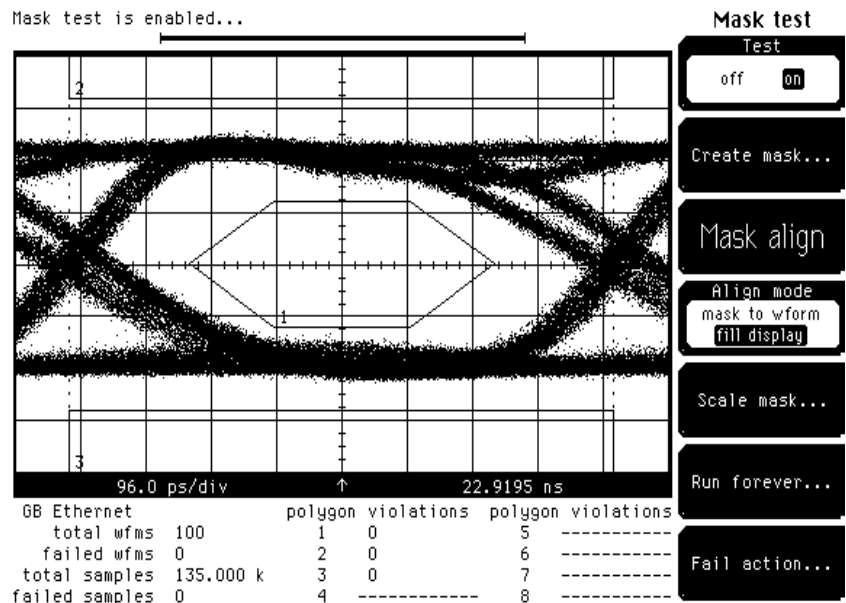 Mask test is enabled...
Mask test
Test
off on
Create mask...
Mask align
Align mode
mask to wform
fill display
Scale mask...
Run forever...
Fail action...
2
1
3
96.0 ps/div ↑ 22.9195 ns
GB Ethernet polygon violations polygon violations
total wfms 100 1 0 5 -----------
failed wfms 0 2 0 6 -----------
total samples 135.000 k 3 0 7 -----------
failed samples 0 4 ------------ 8 -----------